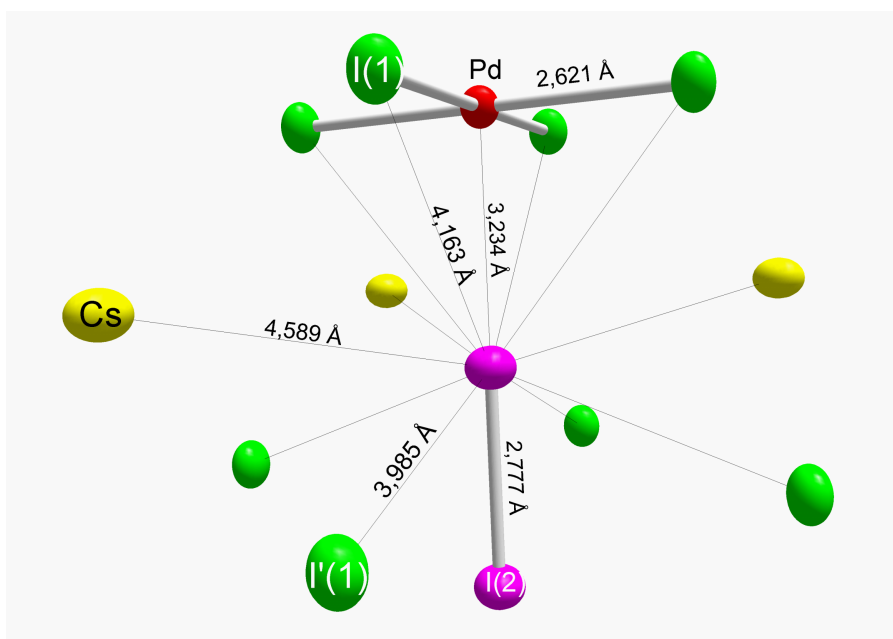 I(1)
Pd
2,621 Å
4,163 Å
3,234 Å
Cs
4,589 Å
3,985 Å
2,777 Å
I'(1)
I(2)